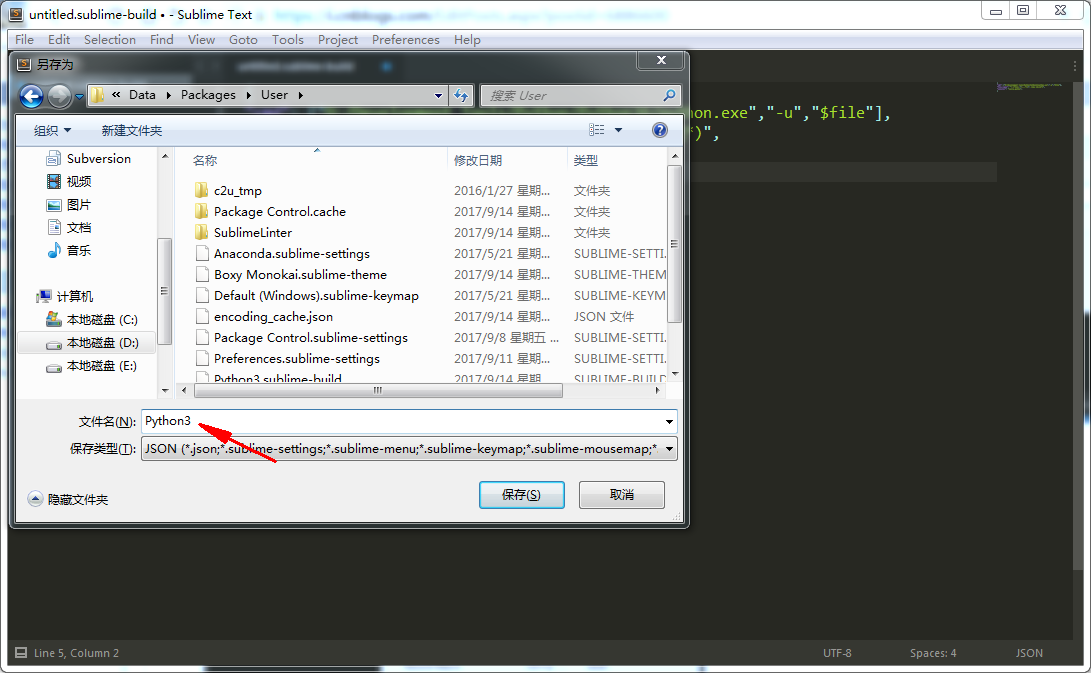 untitled.sublime-build • - Sublime Text
File Edit Selection Find View Goto Tools Project Preferences Help
另存为
« Data Packages User
搜索 User
组织 新建文件夹
on.exe","-u","$file"],
)",
Subversion
视频
图片
文档
音乐
计算机
本地磁盘 (C:)
本地磁盘 (D:)
本地磁盘 (E:)
名称 修改日期 类型
c2u_tmp 2016/1/27 星期... 文件夹
Package Control.cache 2017/9/14 星期... 文件夹
SublimeLinter 2017/9/14 星期... 文件夹
Anaconda.sublime-settings 2017/5/21 星期... SUBLIME-SETTI
Boxy Monokai.sublime-theme 2017/9/14 星期... SUBLIME-THEM
Default (Windows).sublime-keymap 2017/5/21 星期... SUBLIME-KEYM
encoding_cache.json 2017/9/14 星期... JSON 文件
Package Control.sublime-settings 2017/9/8 星期五 ... SUBLIME-SETTI
Preferences.sublime-settings 2017/9/11 星期... SUBLIME-SETTI
Python3.sublime-build 2017/9/14 星期... SUBLIME-BUILD
文件名(N): Python3
保存类型(T): JSON (*.json;*.sublime-settings;*.sublime-menu;*.sublime-keymap;*.sublime-mousemap;*.
隐藏文件夹
保存(S) 取消
Line 5, Column 2 UTF-8 Spaces: 4 JSON